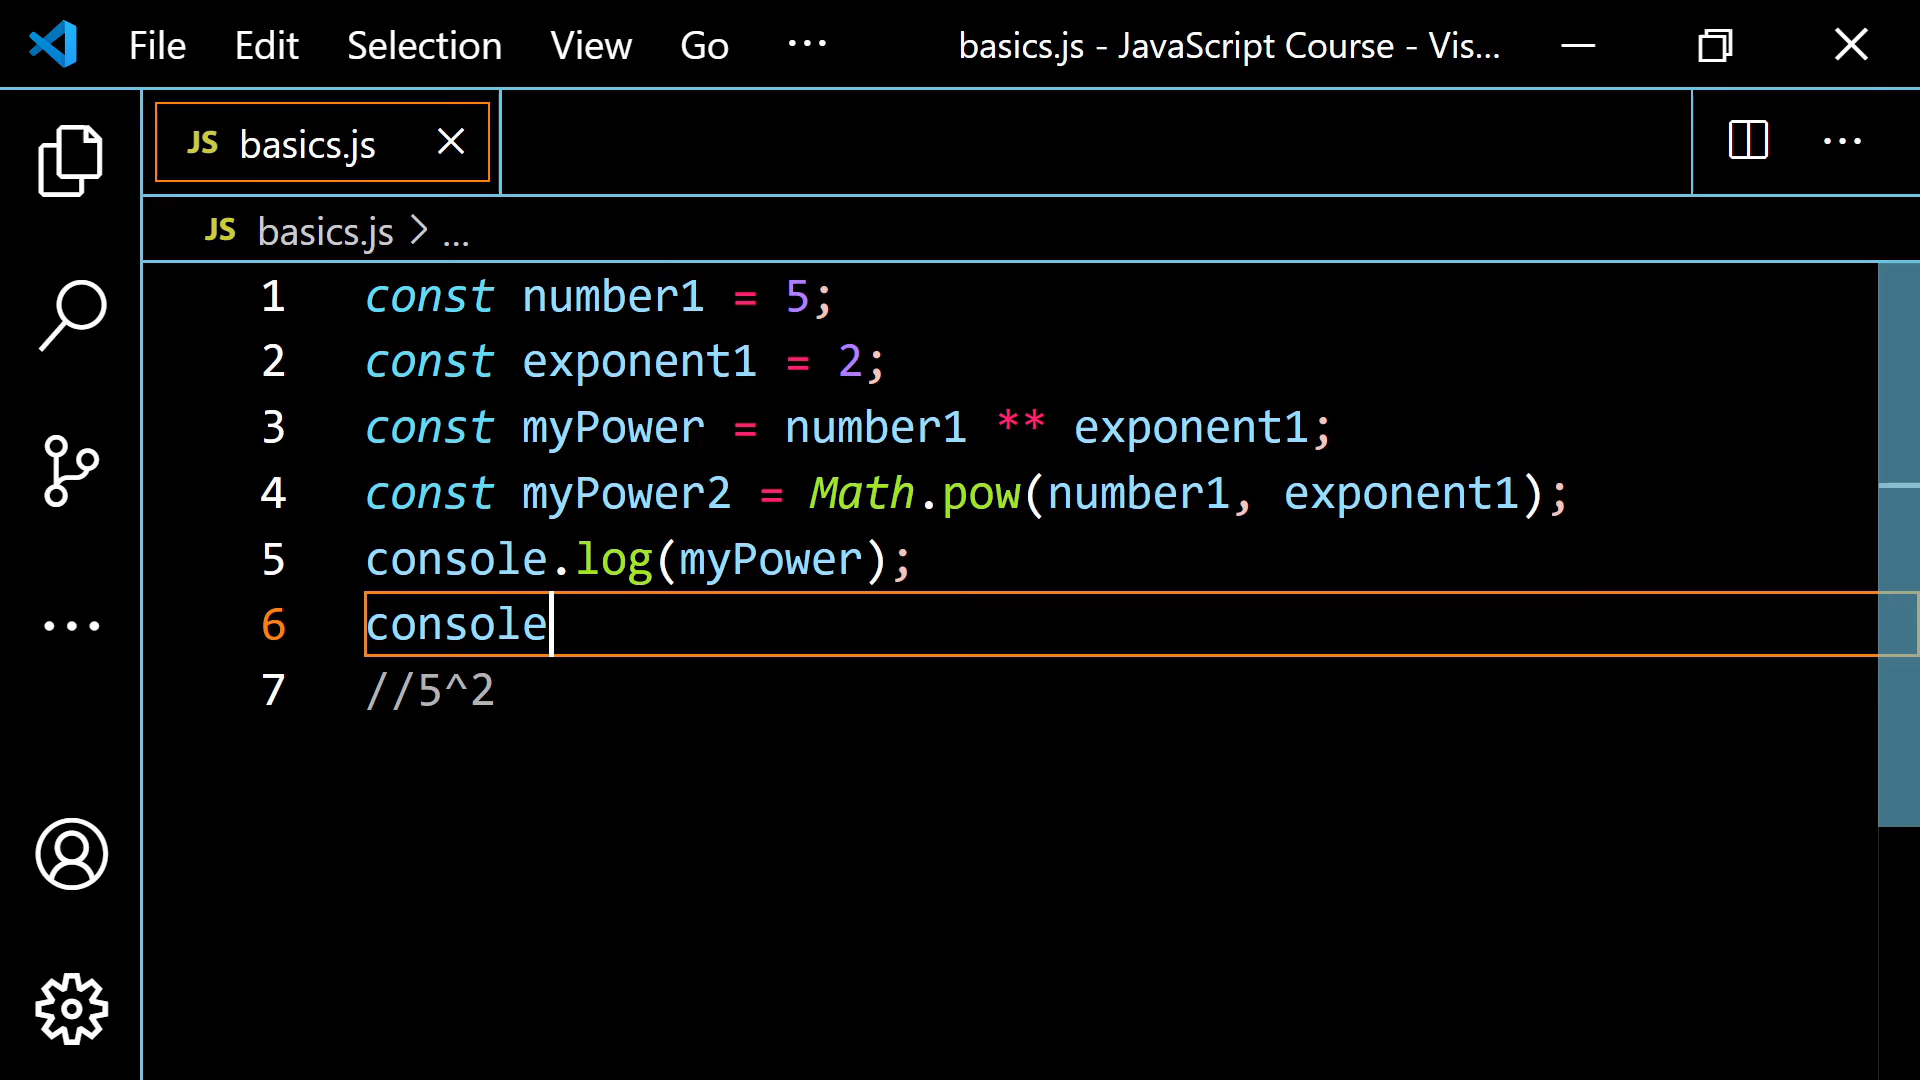 File Edit Selection View Go ··· basics.js - JavaScript Course - Vis...
JS basics.js
JS basics.js > ...
1 const number1 = 5;
2 const exponent1 = 2;
3 const myPower = number1 ** exponent1;
4 const myPower2 = Math.pow(number1, exponent1);
5 console.log(myPower);
6 console
7 //5^2